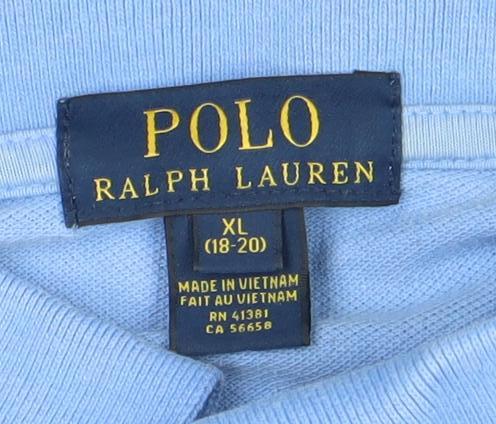 POLO
RALPH LAUREN
XL
(18-20)
MADE IN VIETNAM
FAIT AU VIETNAM
RN 41381
CA 56658